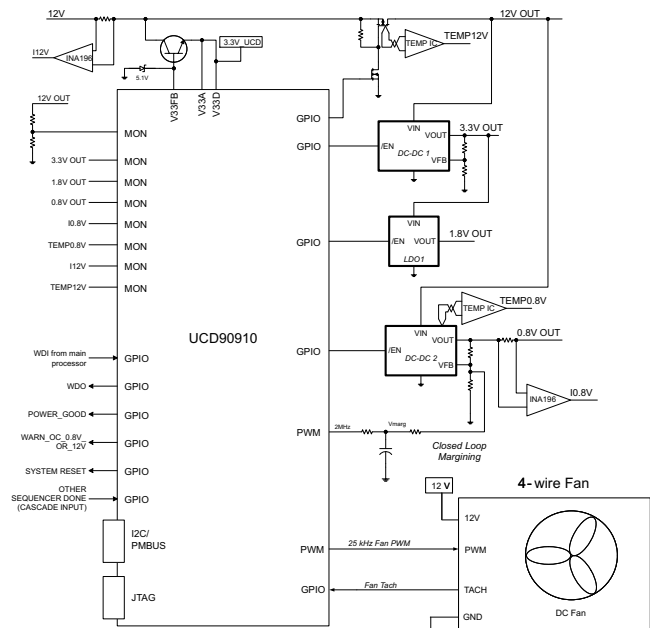 12V
12V OUT
3.3V_UCD
TEMP12V
TEMP IC
I12V
INA196
5.1V
V33FB
V33A
V33D
12V OUT
GPIO
VIN
VOUT
3.3V OUT
MON
GPIO
/EN
DC-DC 1
VFB
3.3V OUT
MON
1.8V OUT
MON
0.8V OUT
MON
VIN
I0.8V
MON
GPIO
/EN
VOUT
1.8V OUT
TEMP0.8V
MON
LDO1
I12V
MON
TEMP12V
MON
TEMP0.8V
TEMP IC
UCD90910
VIN
VOUT
0.8V OUT
WDI from main
processor
GPIO
GPIO
/EN
DC-DC 2
VFB
WDO
GPIO
INA196
I0.8V
POWER_GOOD
GPIO
WARN_OC_0.8V_
OR_12V
GPIO
PWM
2MHz
Vmarg
Closed Loop
Margining
SYSTEM RESET
GPIO
OTHER
SEQUENCER DONE
(CASCADE INPUT)
GPIO
12 V
4- wire Fan
12V
I2C/
PMBUS
PWM
25 kHz Fan PWM
PWM
JTAG
GPIO
Fan Tach
TACH
DC Fan
GND